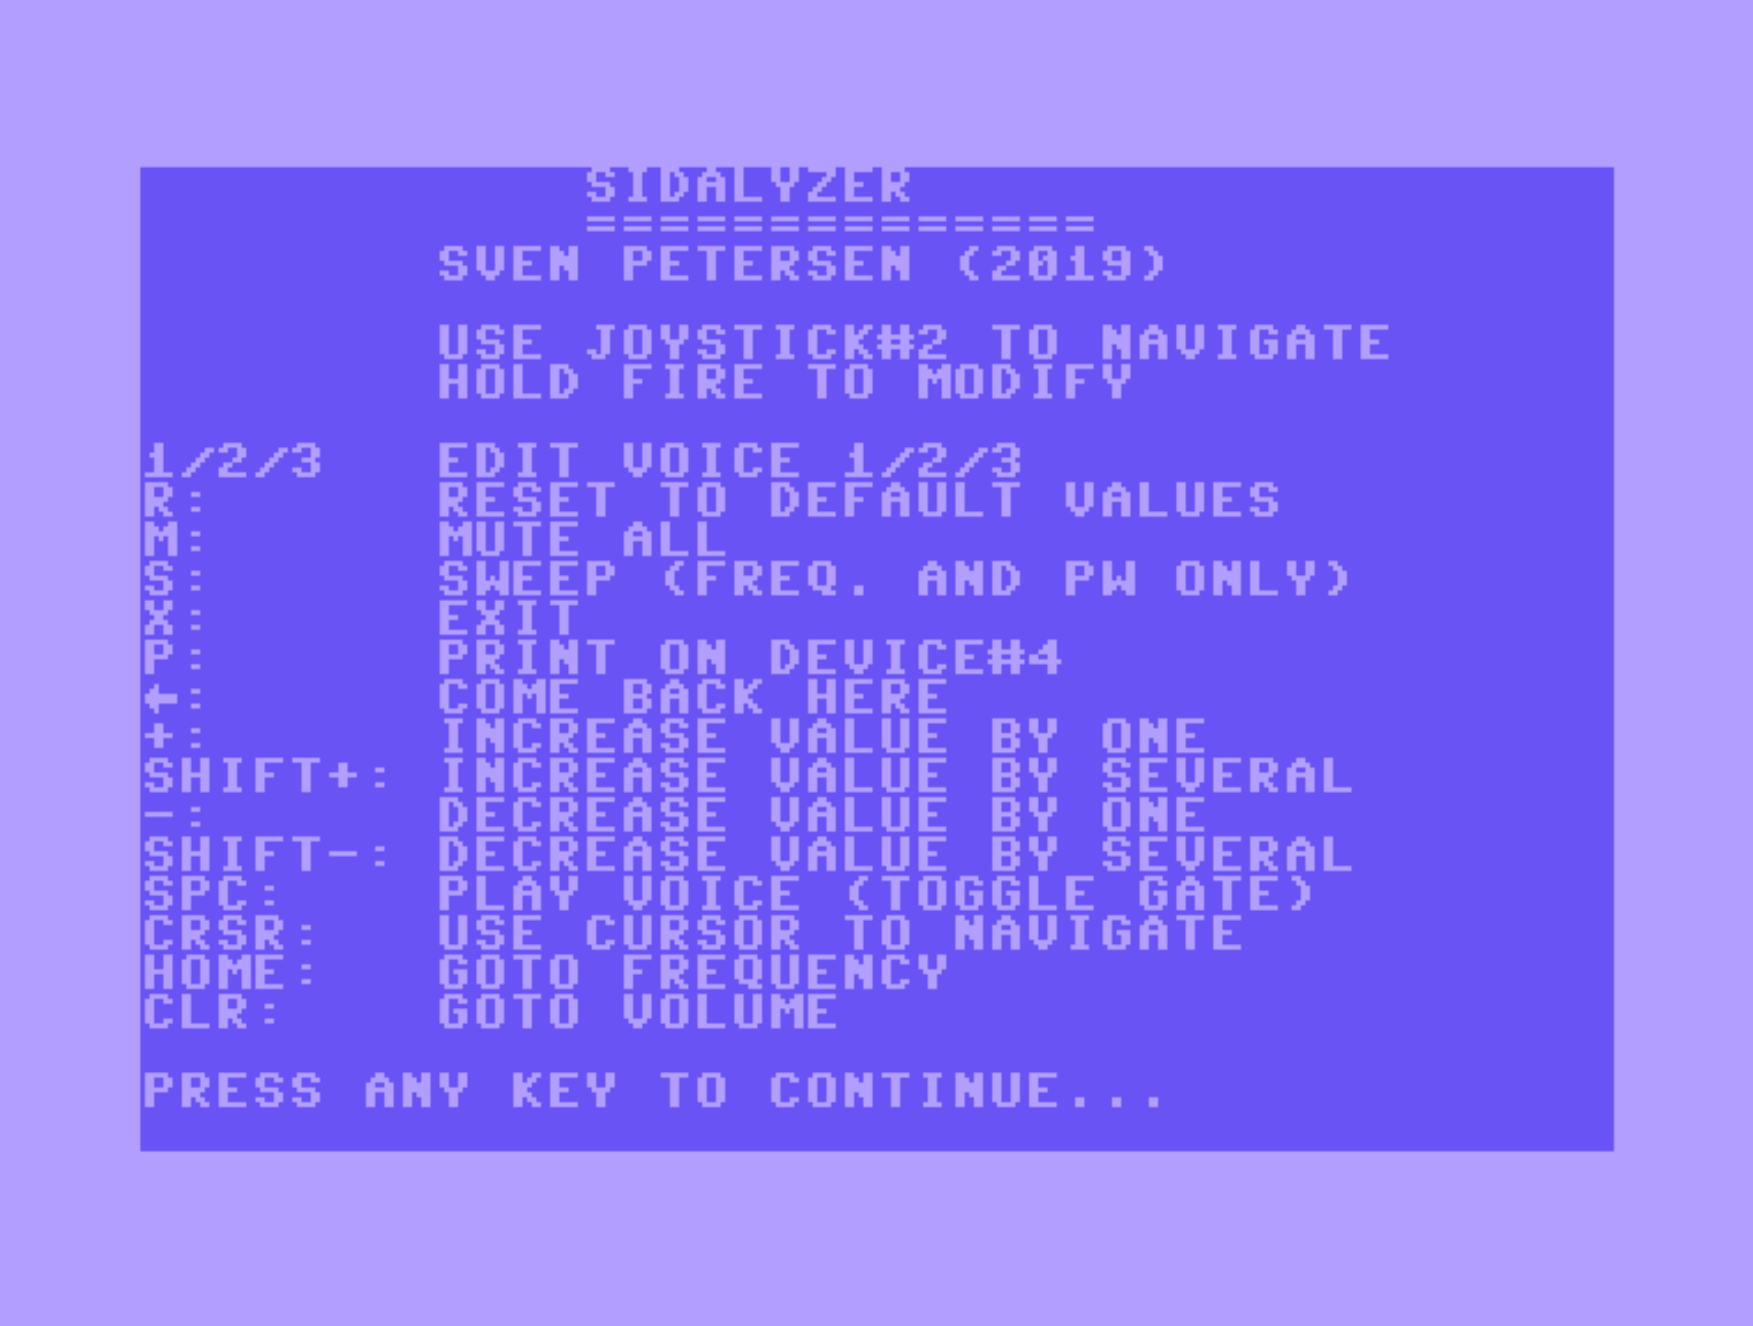 SIDALYZER
==============
SVEN PETERSEN (2019)
USE JOYSTICK#2 TO NAVIGATE
HOLD FIRE TO MODIFY
1/2/3 EDIT VOICE 1/2/3
R: RESET TO DEFAULT VALUES
M: MUTE ALL
S: SWEEP (FREQ. AND PW ONLY)
X: EXIT
P: PRINT ON DEVICE#4
←: COME BACK HERE
+: INCREASE VALUE BY ONE
SHIFT+: INCREASE VALUE BY SEVERAL
-: DECREASE VALUE BY ONE
SHIFT-: DECREASE VALUE BY SEVERAL
SPC: PLAY VOICE (TOGGLE GATE)
CRSR: USE CURSOR TO NAVIGATE
HOME: GOTO FREQUENCY
CLR: GOTO VOLUME
PRESS ANY KEY TO CONTINUE...